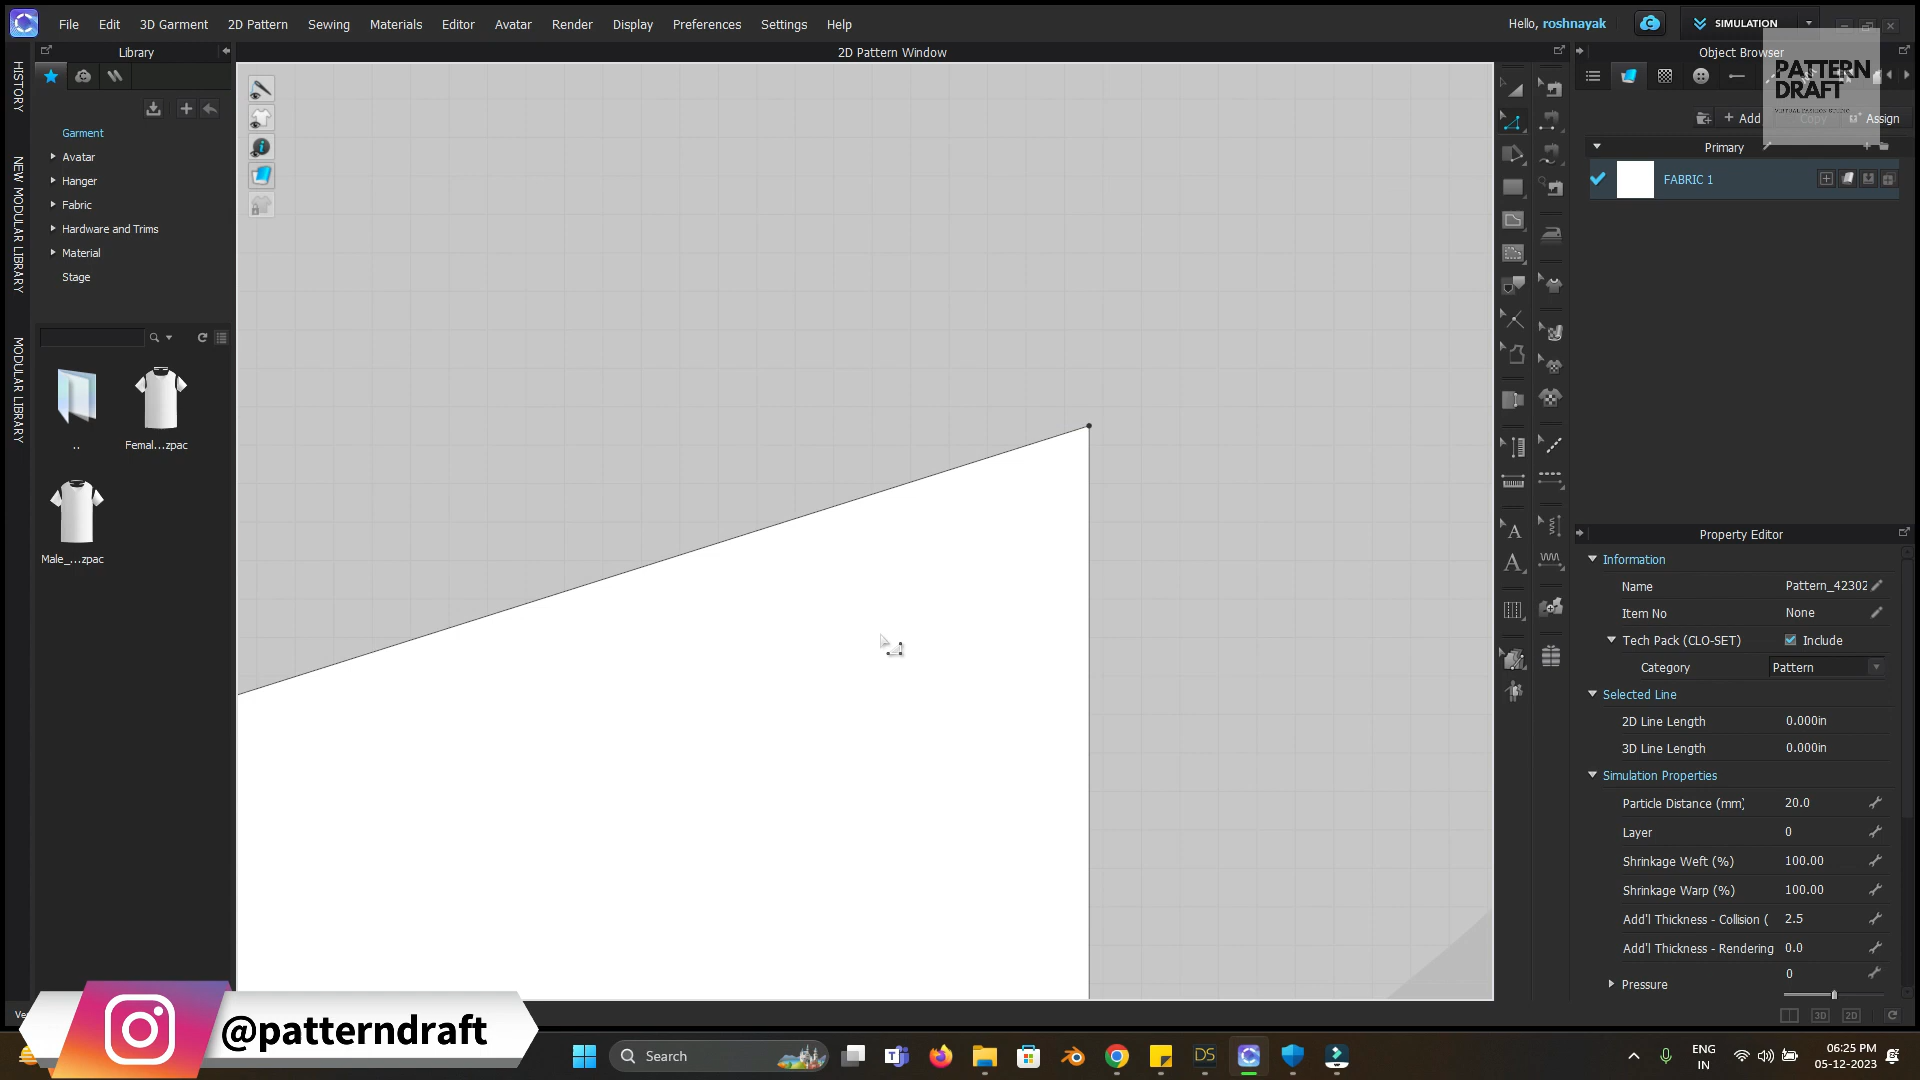 File Edit 3D Garment 2D Pattern Sewing Materials Editor Avatar Render Display Preferences Settings Help
Hello, roshnayak
SIMULATION
Library
2D Pattern Window
Object Browser
PATTERN
DRAFT
HISTORY
NEW MODULAR LIBRARY
MODULAR LIBRARY
+ Add
Copy
Assign
Garment
Avatar
Hanger
Fabric
Hardware and Trims
Material
Stage
Primary
FABRIC 1
..
Femal...zpac
Male_...zpac
Property Editor
Information
Name Pattern_42302
Item No None
Tech Pack (CLO-SET) Include
Category Pattern
Selected Line
2D Line Length 0.000in
3D Line Length 0.000in
Simulation Properties
Particle Distance (mm) 20.0
Layer 0
Shrinkage Weft (%) 100.00
Shrinkage Warp (%) 100.00
Add'l Thickness - Collision ( 2.5
Add'l Thickness - Rendering 0.0
Pressure 0
3D 2D
@patterndraft
Search
DS
ENG
IN
06:25 PM
05-12-2023